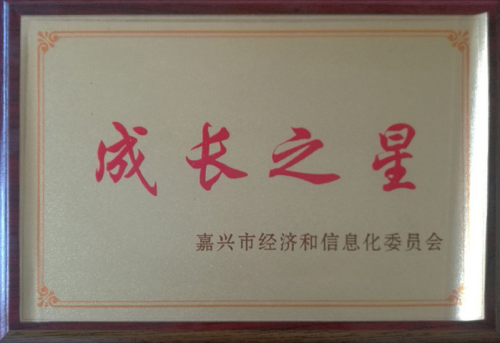 成长之星
嘉兴市经济和信息化委员会